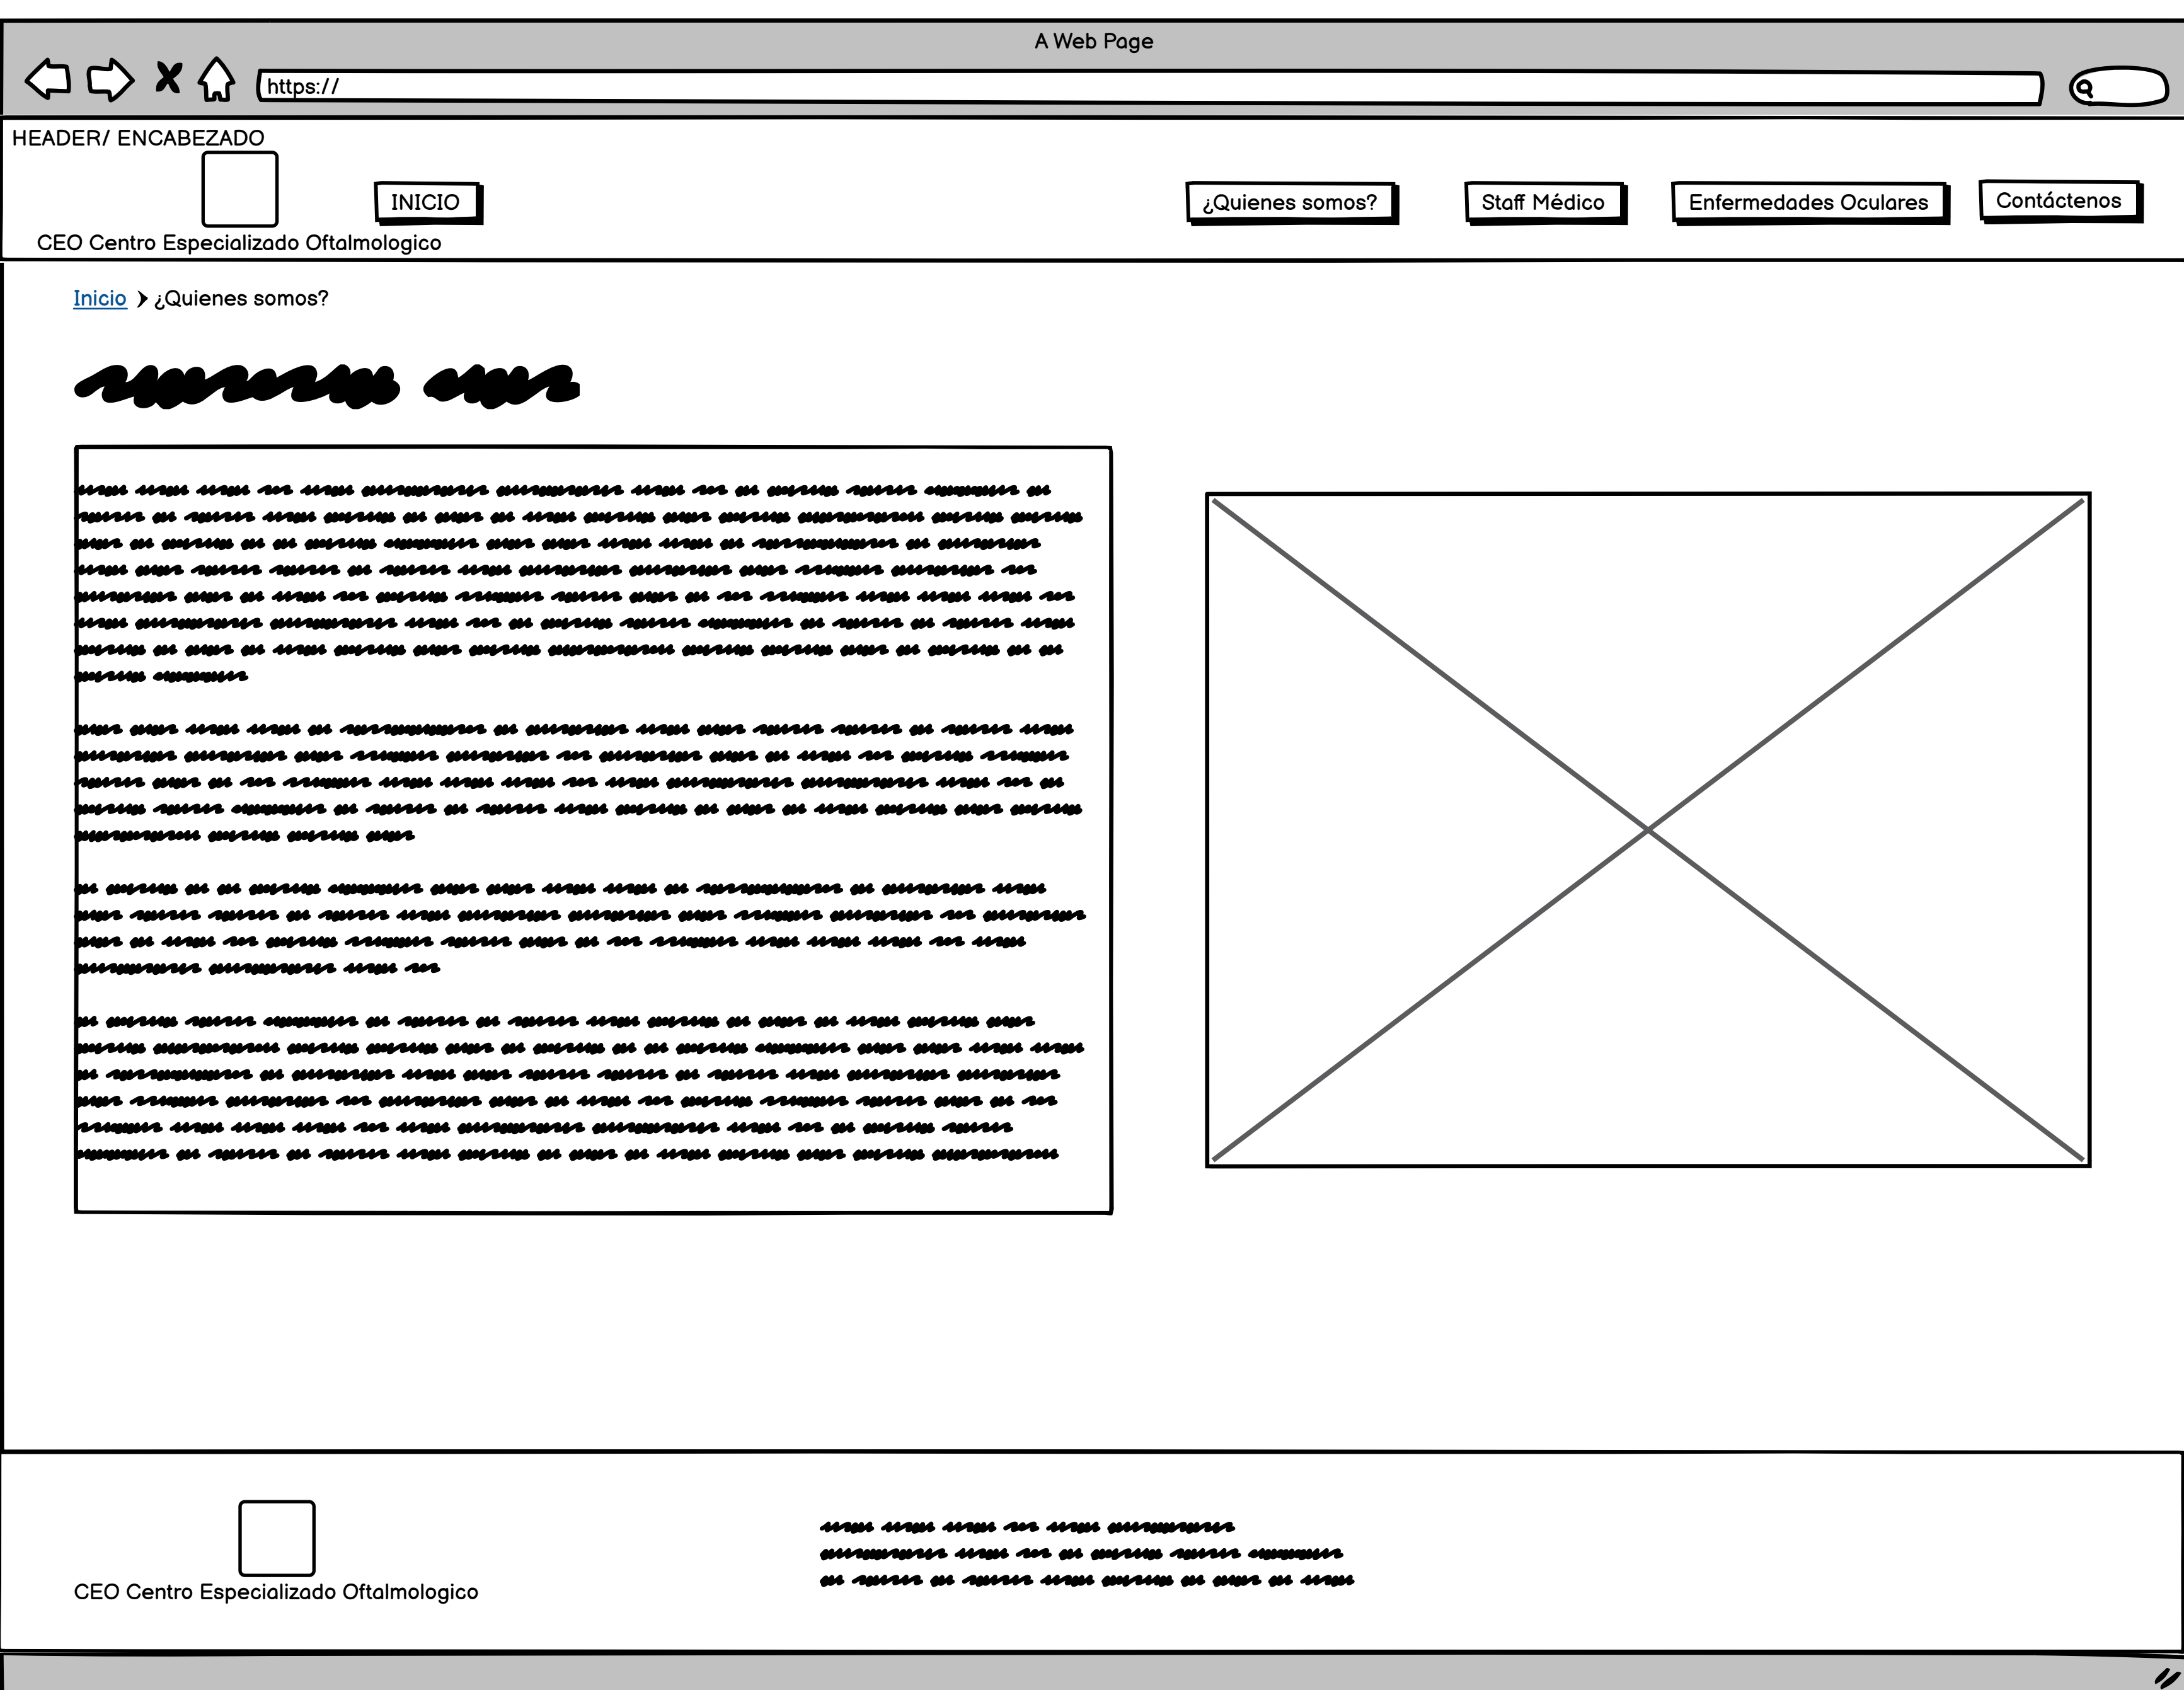 A Web Page
https://
HEADER/ ENCABEZADO
INICIO
¿Quienes somos?
Staff Médico
Enfermedades Oculares
Contáctenos
CEO Centro Especializado Oftalmologico
Inicio ¿Quienes somos?
CEO Centro Especializado Oftalmologico